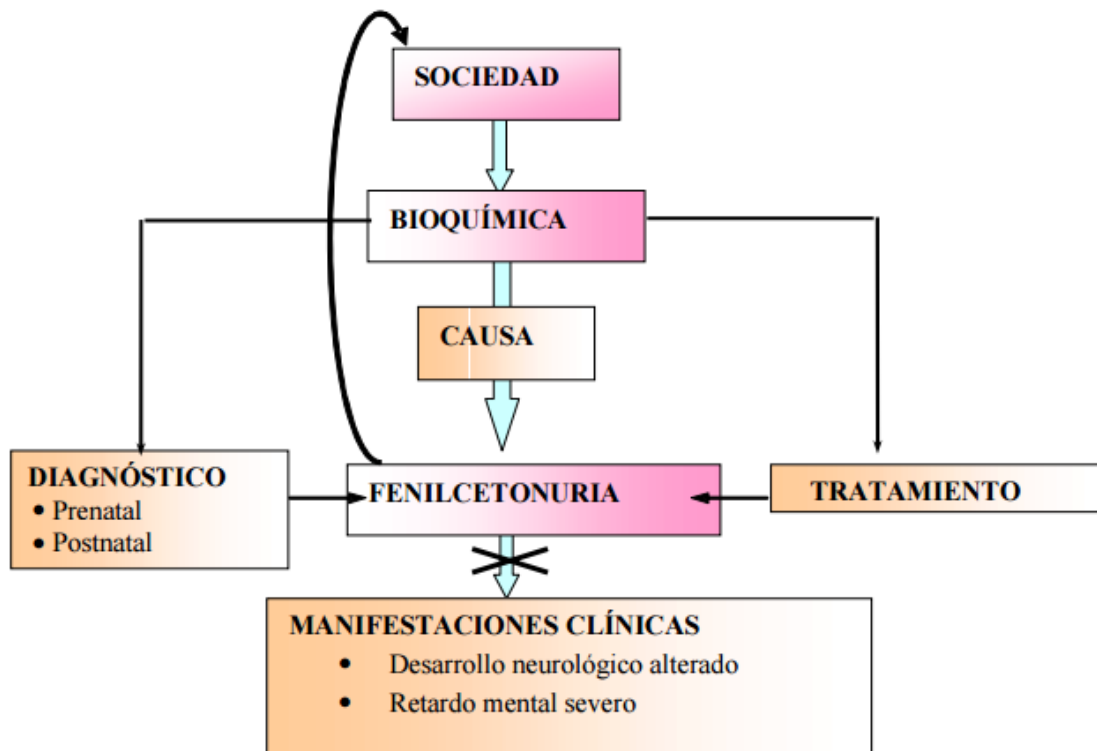 SOCIEDAD
BIOQUÍMICA
CAUSA
DIAGNÓSTICO
• Prenatal
• Postnatal
FENILCETONURIA
TRATAMIENTO
MANIFESTACIONES CLÍNICAS
• Desarrollo neurológico alterado
• Retardo mental severo